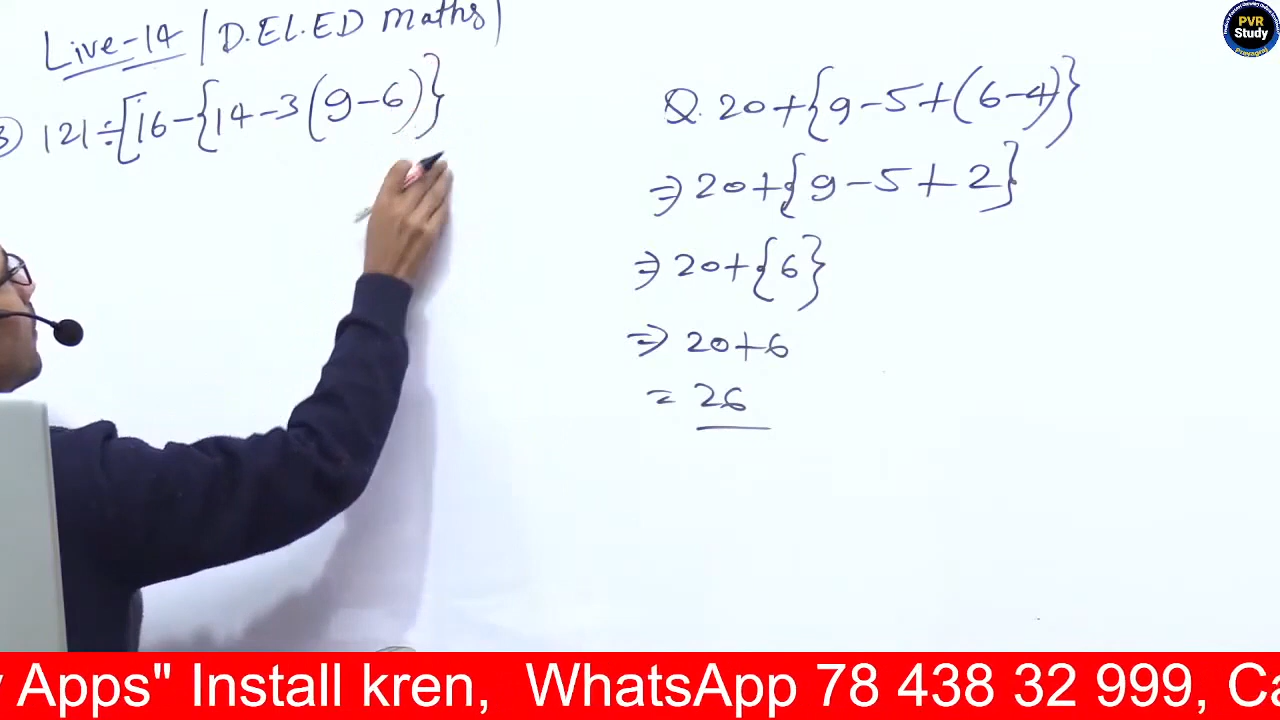 Live-14 | D.EL.ED Maths |
3) 121÷[16-{14-3(9-6)}
Q. 20+{9-5+(6-4)}
⇒ 20+{9-5+2}
⇒ 20+{6}
⇒ 20+6
= 26
PVR
Study
Prayagraj
y Apps" Install kren, WhatsApp 78 438 32 999, Ca